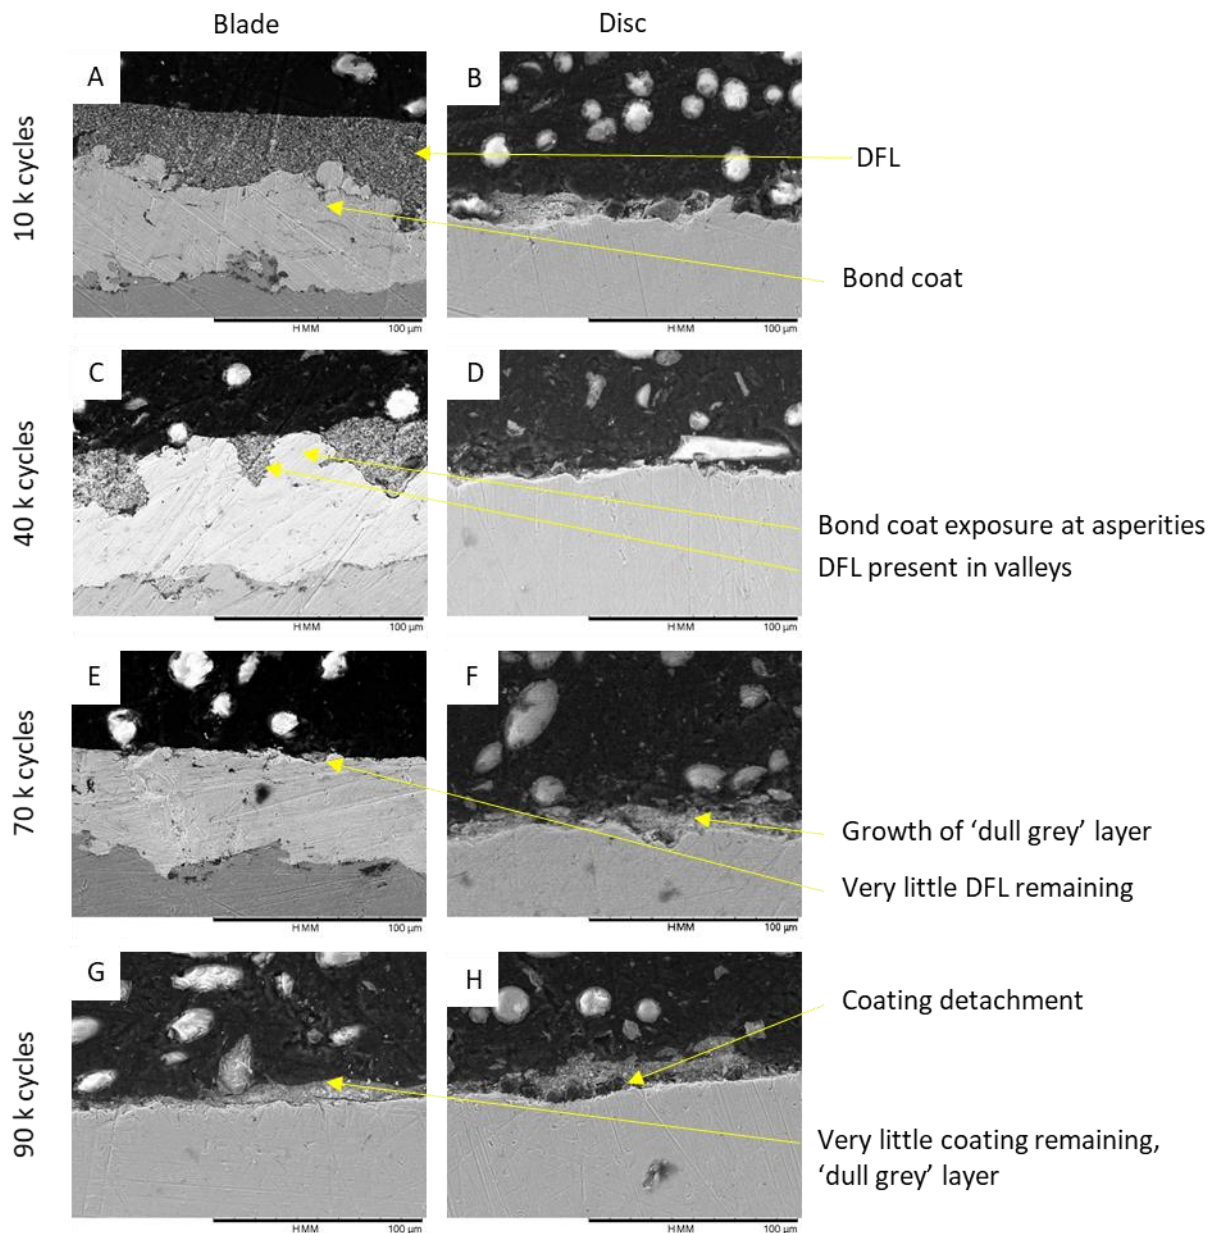 Blade
Disc
10 k cycles
A
B
DFL
Bond coat
HMM 100 µm
HMM 100 µm
40 k cycles
C
D
Bond coat exposure at asperities
DFL present in valleys
HMM 100 µm
HMM 100 µm
70 k cycles
E
F
Growth of ‘dull grey’ layer
Very little DFL remaining
HMM 100 µm
HMM 100 µm
90 k cycles
G
H
Coating detachment
Very little coating remaining,
‘dull grey’ layer
HMM 100 µm
HMM 100 µm